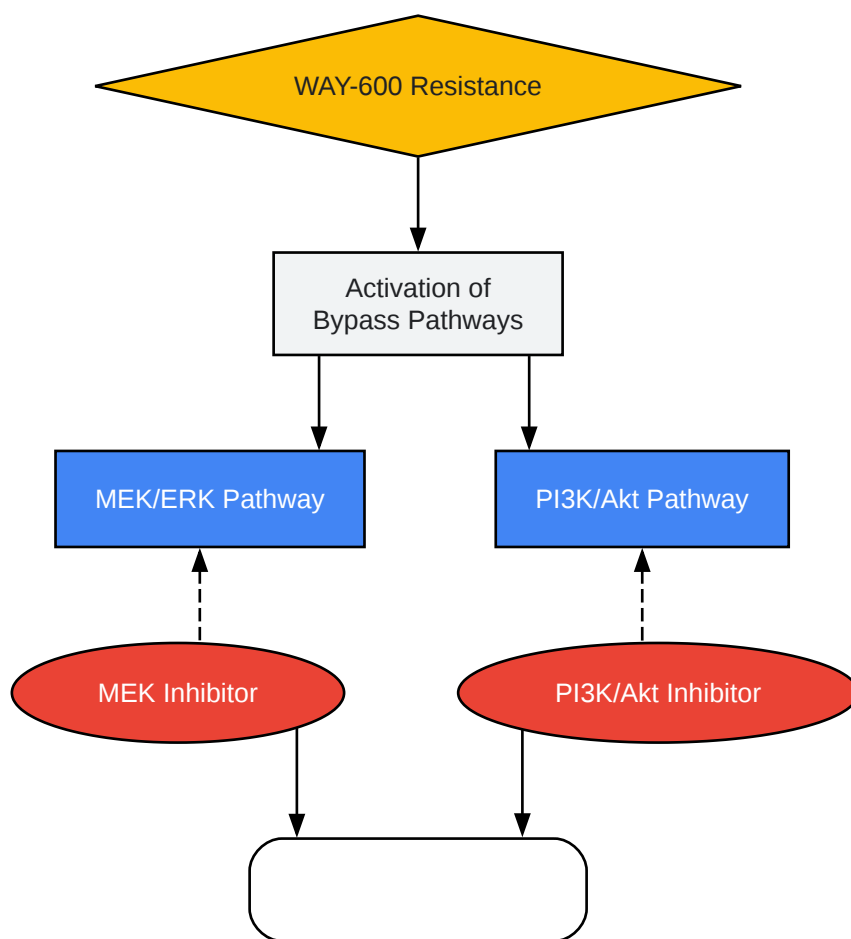 WAY-600 Resistance
Activation of
Bypass Pathways
MEK/ERK Pathway
PI3K/Akt Pathway
MEK Inhibitor
PI3K/Akt Inhibitor